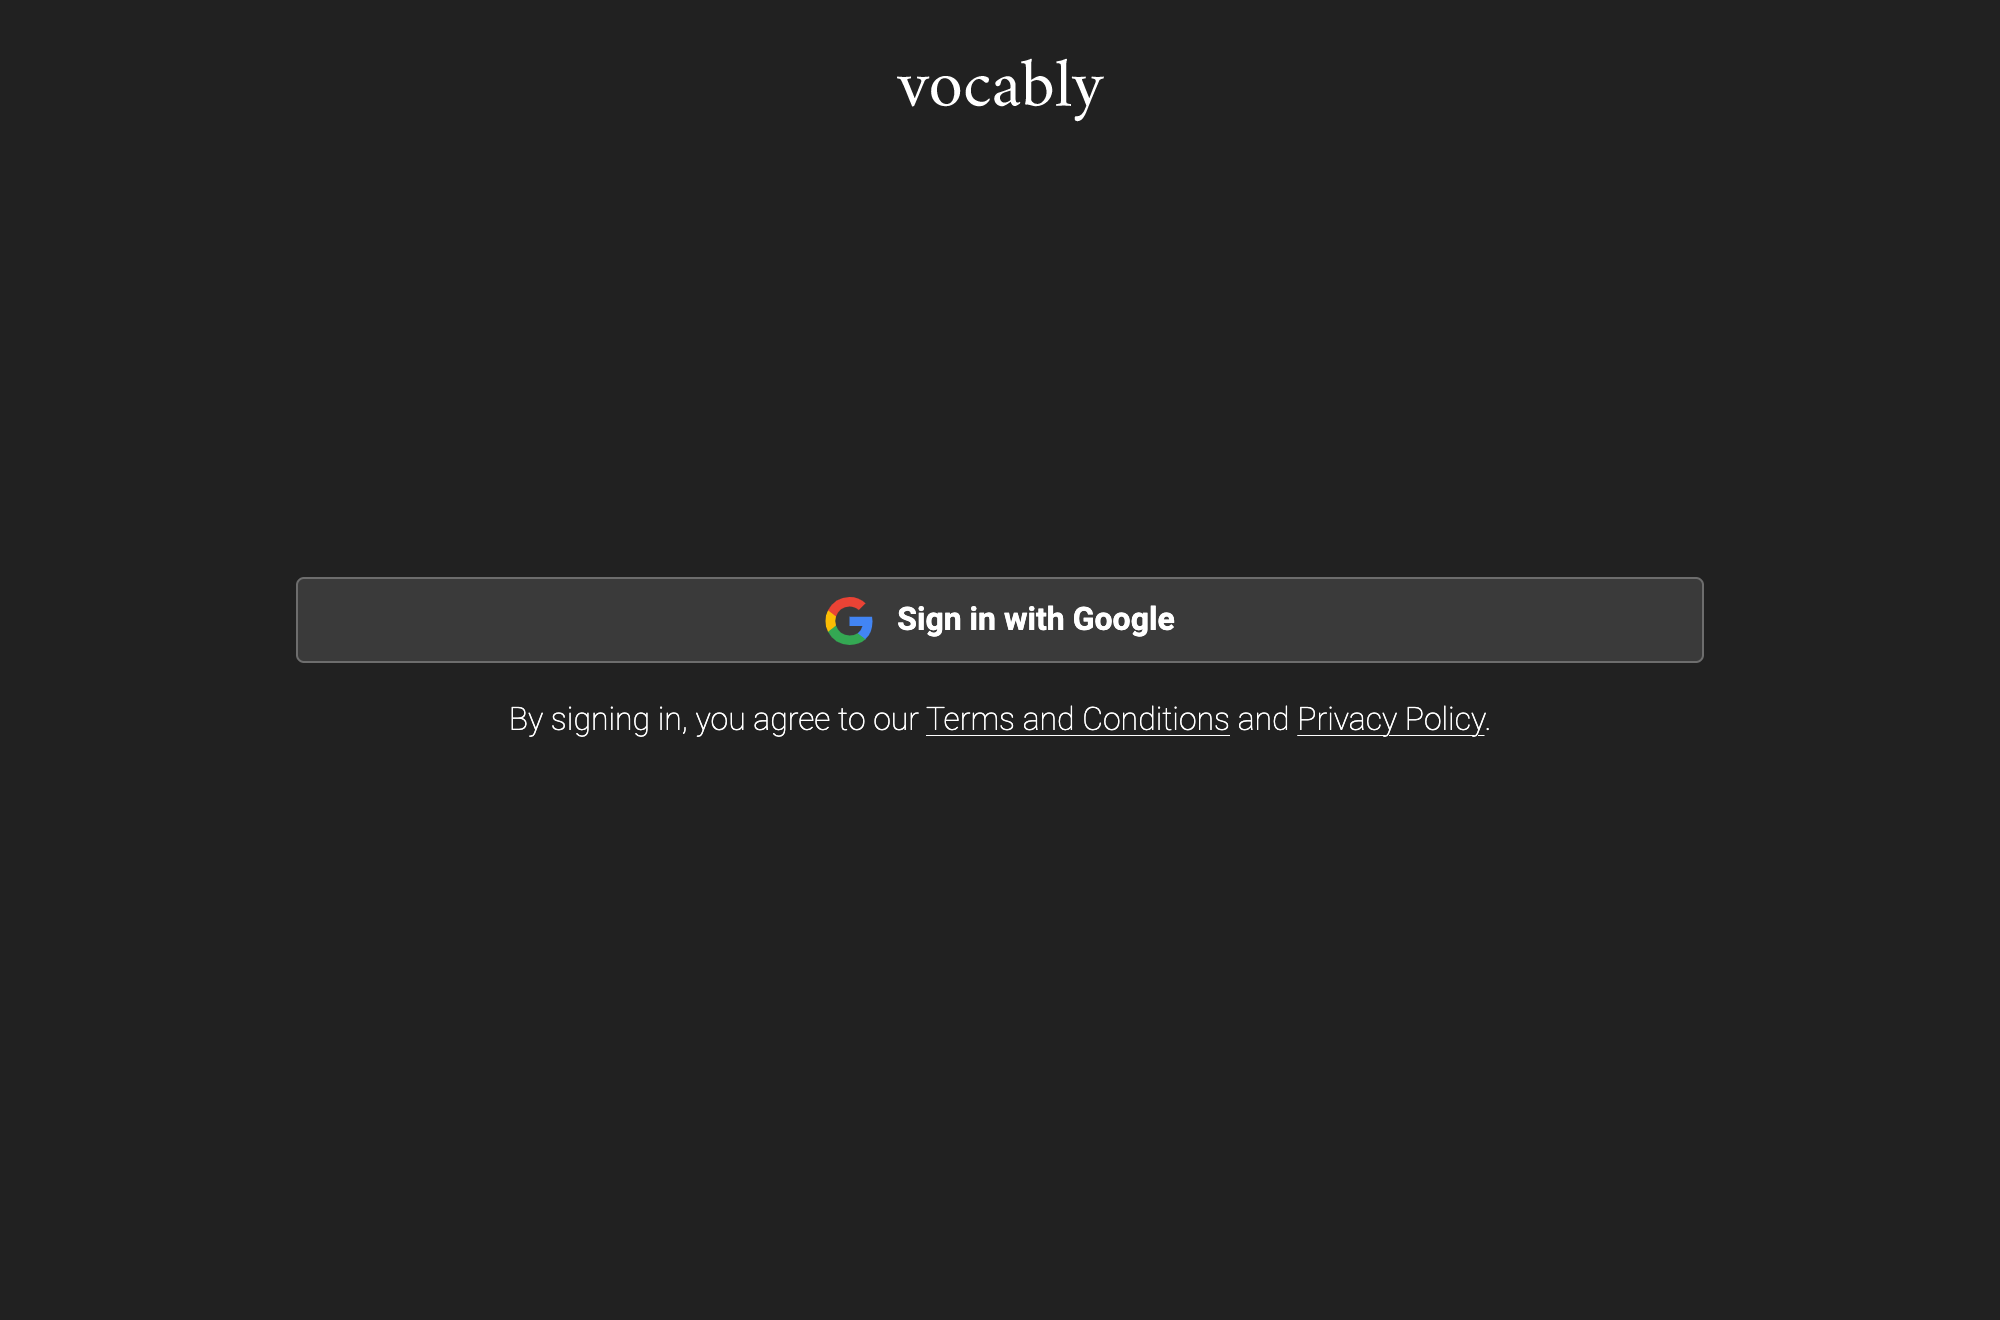 vocably
Sign in with Google
By signing in, you agree to our Terms and Conditions and Privacy Policy.